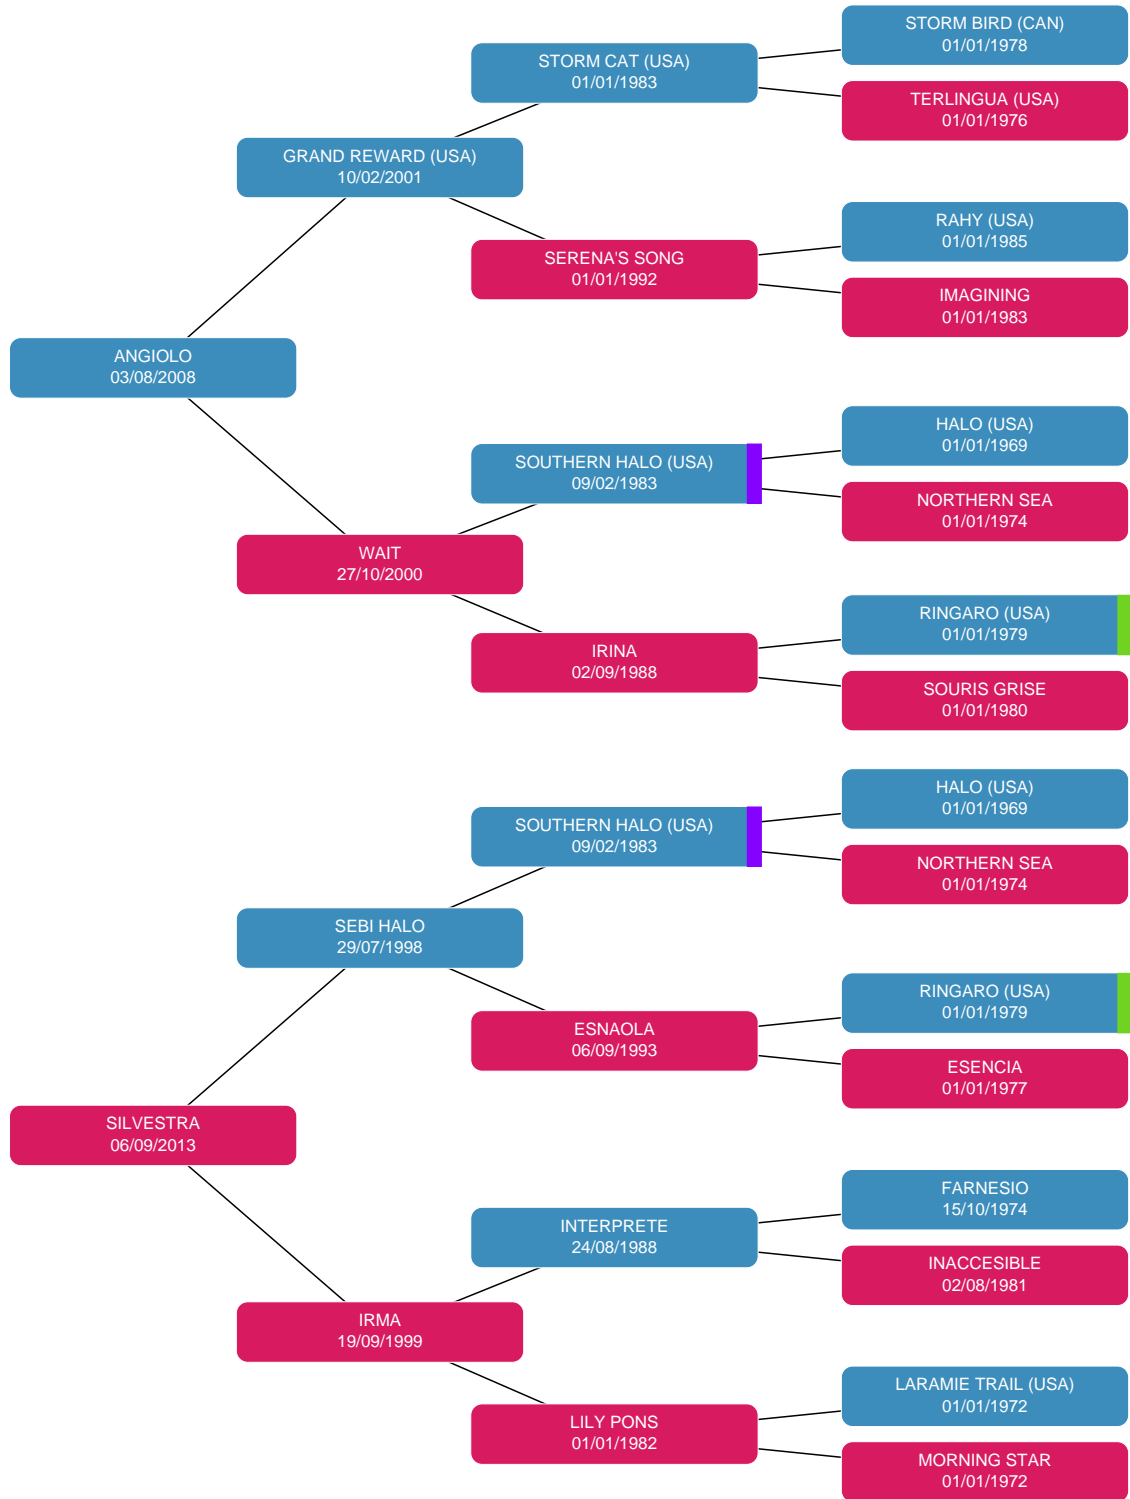 STORM BIRD (CAN)
01/01/1978
STORM CAT (USA)
01/01/1983
TERLINGUA (USA)
01/01/1976
GRAND REWARD (USA)
10/02/2001
RAHY (USA)
01/01/1985
SERENA'S SONG
01/01/1992
IMAGINING
01/01/1983
ANGIOLO
03/08/2008
HALO (USA)
01/01/1969
SOUTHERN HALO (USA)
09/02/1983
NORTHERN SEA
01/01/1974
WAIT
27/10/2000
RINGARO (USA)
01/01/1979
IRINA
02/09/1988
SOURIS GRISE
01/01/1980
HALO (USA)
01/01/1969
SOUTHERN HALO (USA)
09/02/1983
NORTHERN SEA
01/01/1974
SEBI HALO
29/07/1998
RINGARO (USA)
01/01/1979
ESNAOLA
06/09/1993
ESENCIA
01/01/1977
SILVESTRA
06/09/2013
FARNESIO
15/10/1974
INTERPRETE
24/08/1988
INACCESIBLE
02/08/1981
IRMA
19/09/1999
LARAMIE TRAIL (USA)
01/01/1972
LILY PONS
01/01/1982
MORNING STAR
01/01/1972